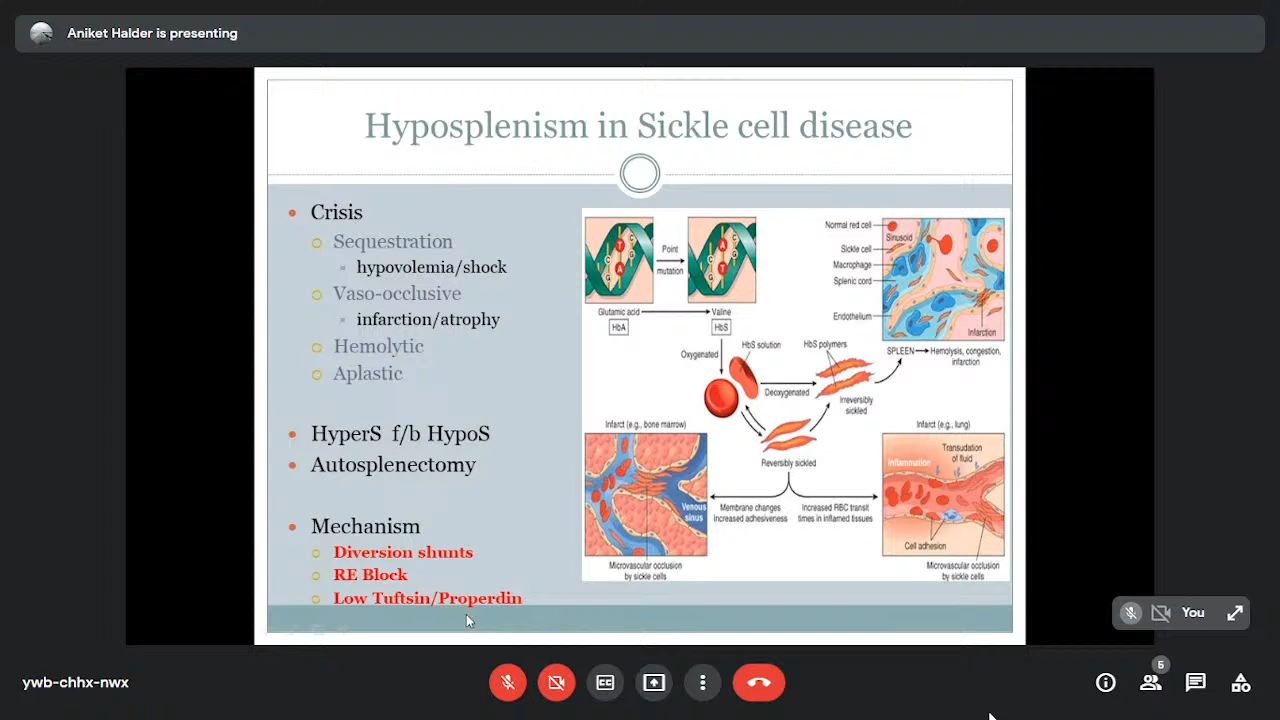 Aniket Halder is presenting
Hyposplenism in Sickle cell disease
Crisis
Sequestration
hypovolemia/shock
Vaso-occlusive
infarction/atrophy
Hemolytic
Aplastic
HyperS f/b HypoS
Autosplenectomy
Mechanism
Diversion shunts
RE Block
Low Tuftsin/Properdin
Point
mutation
Glutamic acid
Valine
HbA
HbS
Normal red cell
Sinusoid
Sickle cell
Macrophage
Splenic cord
Endothelium
Infarction
Oxygenated
HbS solution
HbS polymers
SPLEEN
Hemolysis, congestion,
infarction
Deoxygenated
Irreversibly
sickled
Reversibly sickled
Infarct (e.g., bone marrow)
Venous
sinus
Microvascular occlusion
by sickle cells
Membrane changes
Increased adhesiveness
Increased RBC transit
times in inflamed tissues
Infarct (e.g., lung)
Transudation
of fluid
Inflammation
Cell adhesion
Microvascular occlusion
by sickle cells
You
ywb-chhx-nwx
CC
5